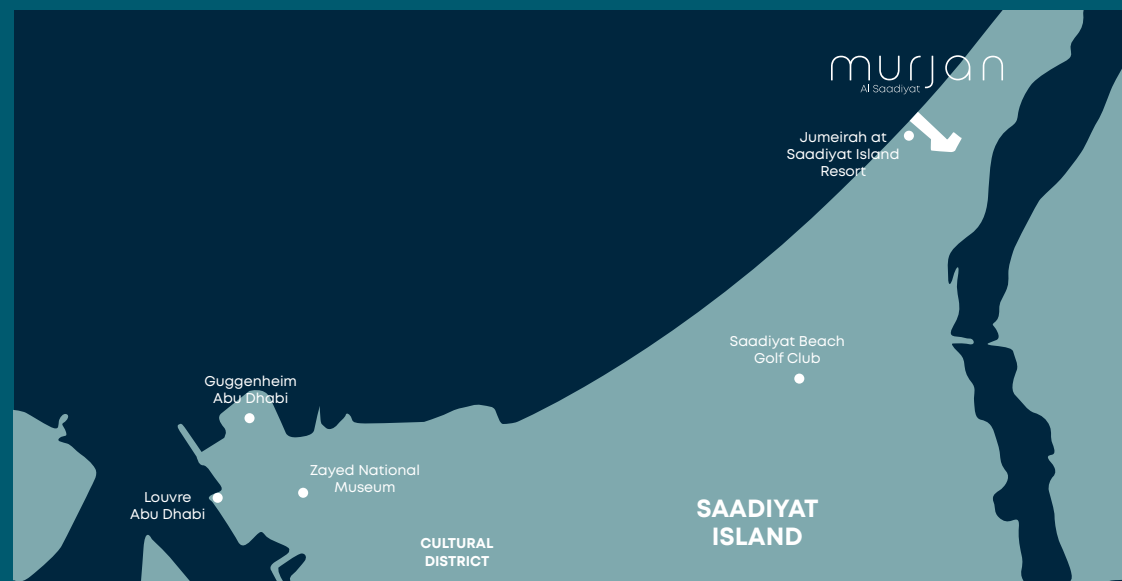 murjan
Al Saadiyat
Jumeirah at
Saadiyat Island
Resort
Saadiyat Beach
Golf Club
Guggenheim
Abu Dhabi
Zayed National
Museum
Louvre
Abu Dhabi
SAADIYAT
ISLAND
CULTURAL
DISTRICT